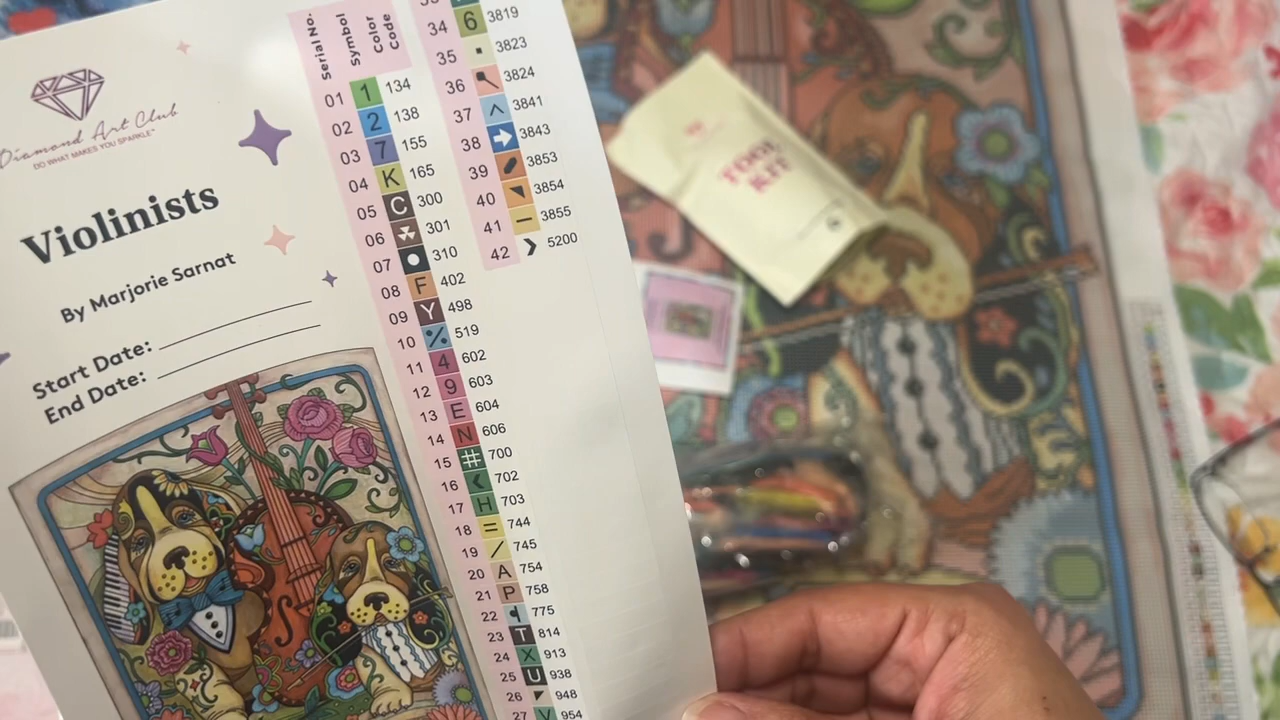 Diamond Art Club
DO WHAT MAKES YOU SPARKLE™
Violinists
By Marjorie Sarnat
Start Date:
End Date:
Serial No.
Symbol
Color Code
01 1 134
02 2 138
03 7 155
04 K 165
05 C 300
06 301
07 310
08 F 402
09 Y 498
10 % 519
11 4 602
12 9 603
13 E 604
14 N 606
15 # 700
16 702
17 H 703
18 = 744
19 / 745
20 A 754
21 P 758
22 775
23 T 814
24 X 913
25 U 938
26 948
27 954
34 6 3819
35 3823
36 3824
37 ^ 3841
38 3843
39 3853
40 3854
41 – 3855
42 5200
TOOL
KIT